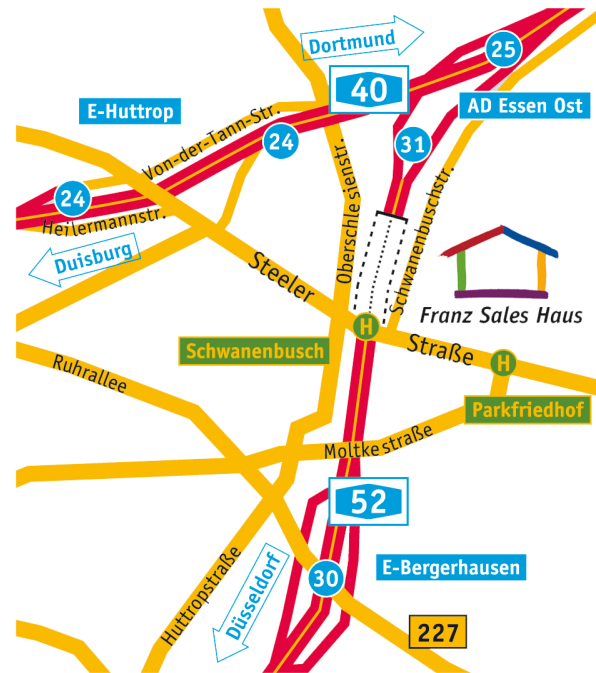 Dortmund
25
40
E-Huttrop
AD Essen Ost
Von-der-Tann-Str.
24
31
24
Heilermannstr.
Duisburg
Oberschlesienstr.
Schwanenbuschstr.
Steeler
Straße
Franz Sales Haus
H
Schwanenbusch
H
Ruhrallee
Parkfriedhof
Moltkestraße
52
Huttropstraße
Düsseldorf
30
E-Bergerhausen
227